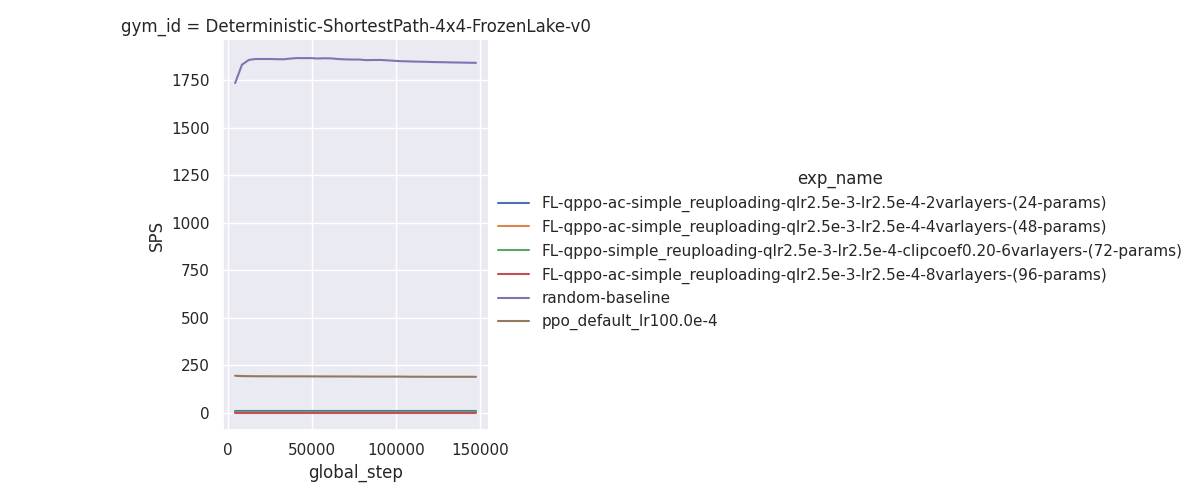 gym_id = Deterministic-ShortestPath-4x4-FrozenLake-v0
1750
1500
1250
1000
750
500
250
0
SPS
0 50000 100000 150000
global_step
exp_name
FL-qppo-ac-simple_reuploading-qlr2.5e-3-lr2.5e-4-2varlayers-(24-params)
FL-qppo-ac-simple_reuploading-qlr2.5e-3-lr2.5e-4-4varlayers-(48-params)
FL-qppo-simple_reuploading-qlr2.5e-3-lr2.5e-4-clipcoef0.20-6varlayers-(72-params)
FL-qppo-ac-simple_reuploading-qlr2.5e-3-lr2.5e-4-8varlayers-(96-params)
random-baseline
ppo_default_lr100.0e-4